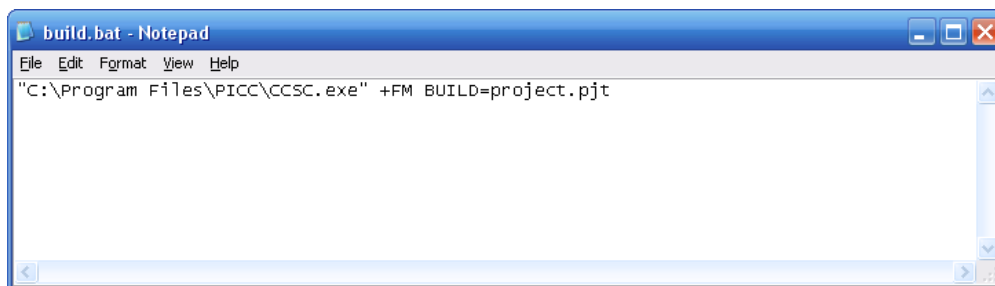 build.bat - Notepad
File Edit Format View Help
"C:\Program Files\PICC\CCSC.exe" +FM BUILD=project.pjt